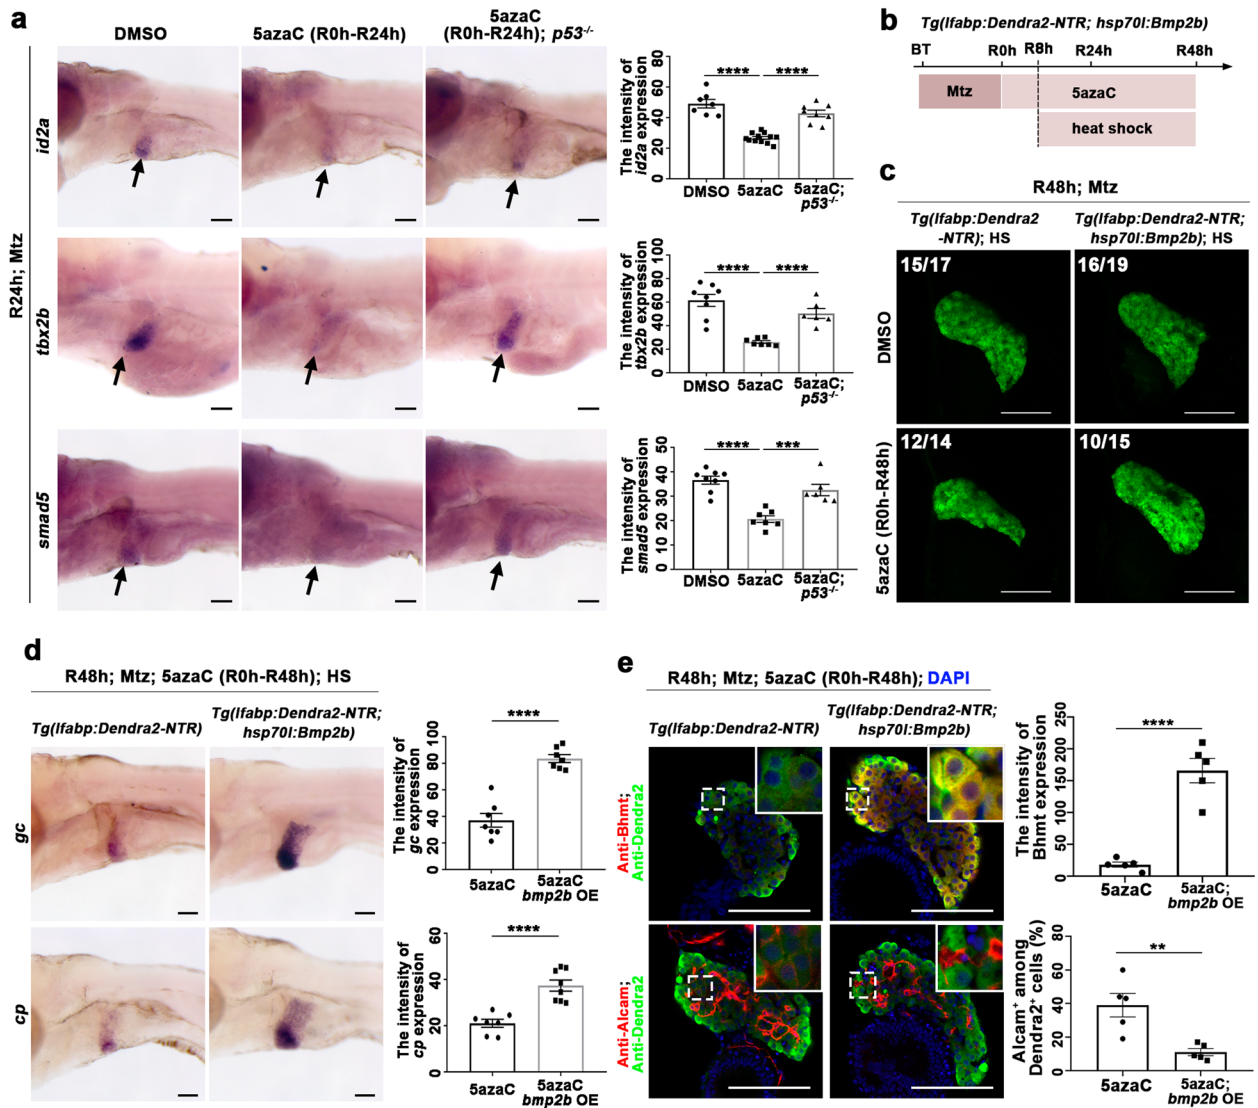 a
DMSO
5azaC (R0h-R24h)
5azaC
(R0h-R24h); p53-/-
R24h; Mtz
id2a
tbx2b
smad5
The intensity of
id2a expression
80
60
40
20
0
****
****
DMSO
5azaC
5azaC;
p53-/-
The intensity of
tbx2b expression
100
80
60
40
20
0
****
****
DMSO
5azaC
5azaC;
p53-/-
The intensity of
smad5 expression
50
40
30
20
10
0
****
***
DMSO
5azaC
5azaC;
p53-/-
b
Tg(lfabp:Dendra2-NTR; hsp70l:Bmp2b)
BT
R0h
R8h
R24h
R48h
Mtz
5azaC
heat shock
c
R48h; Mtz
Tg(lfabp:Dendra2
-NTR); HS
Tg(lfabp:Dendra2-NTR;
hsp70l:Bmp2b); HS
DMSO
15/17
16/19
5azaC (R0h-R48h)
12/14
10/15
d
R48h; Mtz; 5azaC (R0h-R48h); HS
Tg(lfabp:Dendra2-NTR)
Tg(lfabp:Dendra2-NTR;
hsp70l:Bmp2b)
gc
cp
The intensity of
gc expression
100
80
60
40
20
0
****
5azaC
5azaC
bmp2b OE
The intensity of
cp expression
60
40
20
0
****
5azaC
5azaC;
bmp2b OE
e
R48h; Mtz; 5azaC (R0h-R48h); DAPI
Tg(lfabp:Dendra2-NTR)
Tg(lfabp:Dendra2-NTR;
hsp70l:Bmp2b)
Anti-Bhmt;
Anti-Dendra2
Anti-Alcam;
Anti-Dendra2
The intensity of
Bhmt expression
250
200
150
100
50
0
****
5azaC
5azaC;
bmp2b OE
Alcam+ among
Dendra2+ cells (%)
80
60
40
20
0
**
5azaC
5azaC;
bmp2b OE